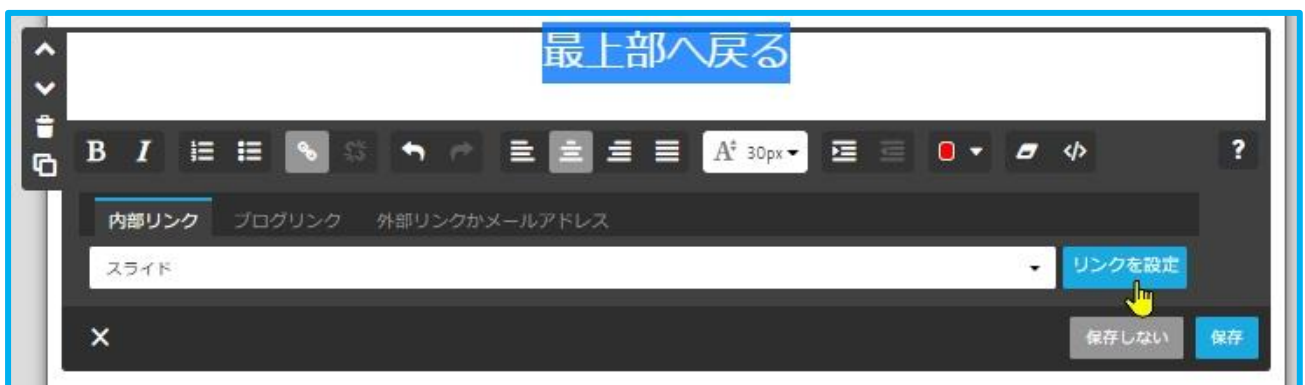 最上部へ戻る
B I A 30px ?
内部リンク ブログリンク 外部リンクかメールアドレス
スライド リンクを設定
保存しない 保存